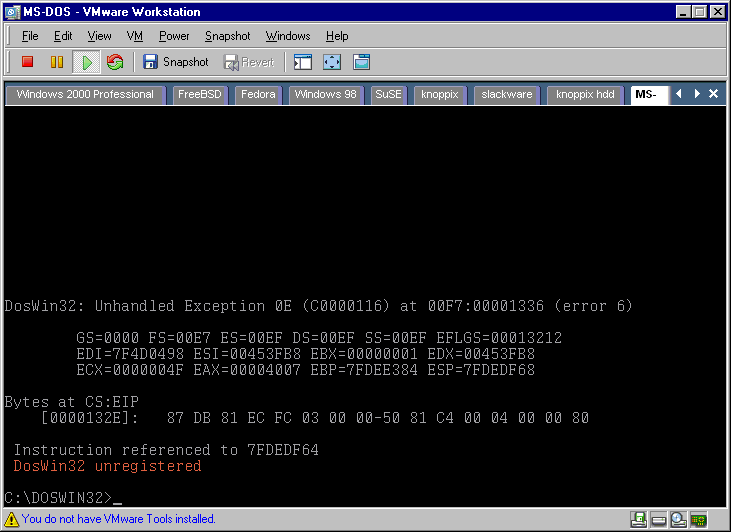 MS-DOS - VMware Workstation
File Edit View VM Power Snapshot Windows Help
Snapshot Revert
Windows 2000 Professional FreeBSD Fedora Windows 98 SuSE knoppix slackware knoppix hdd MS-
DosWin32: Unhandled Exception 0E (C0000116) at 00F7:00001336 (error 6)
GS=0000 FS=00E7 ES=00EF DS=00EF SS=00EF EFLGS=00013212
EDI=7F4D0498 ESI=00453FB8 EBX=00000001 EDX=00453FB8
ECX=0000004F EAX=00004007 EBP=7FDEE384 ESP=7FDEDF68
Bytes at CS:EIP
[0000132E]: 87 DB 81 EC FC 03 00 00-50 81 C4 00 04 00 00 80
Instruction referenced to 7FDEDF64
DosWin32 unregistered
C:\DOSWIN32>_
You do not have VMware Tools installed.